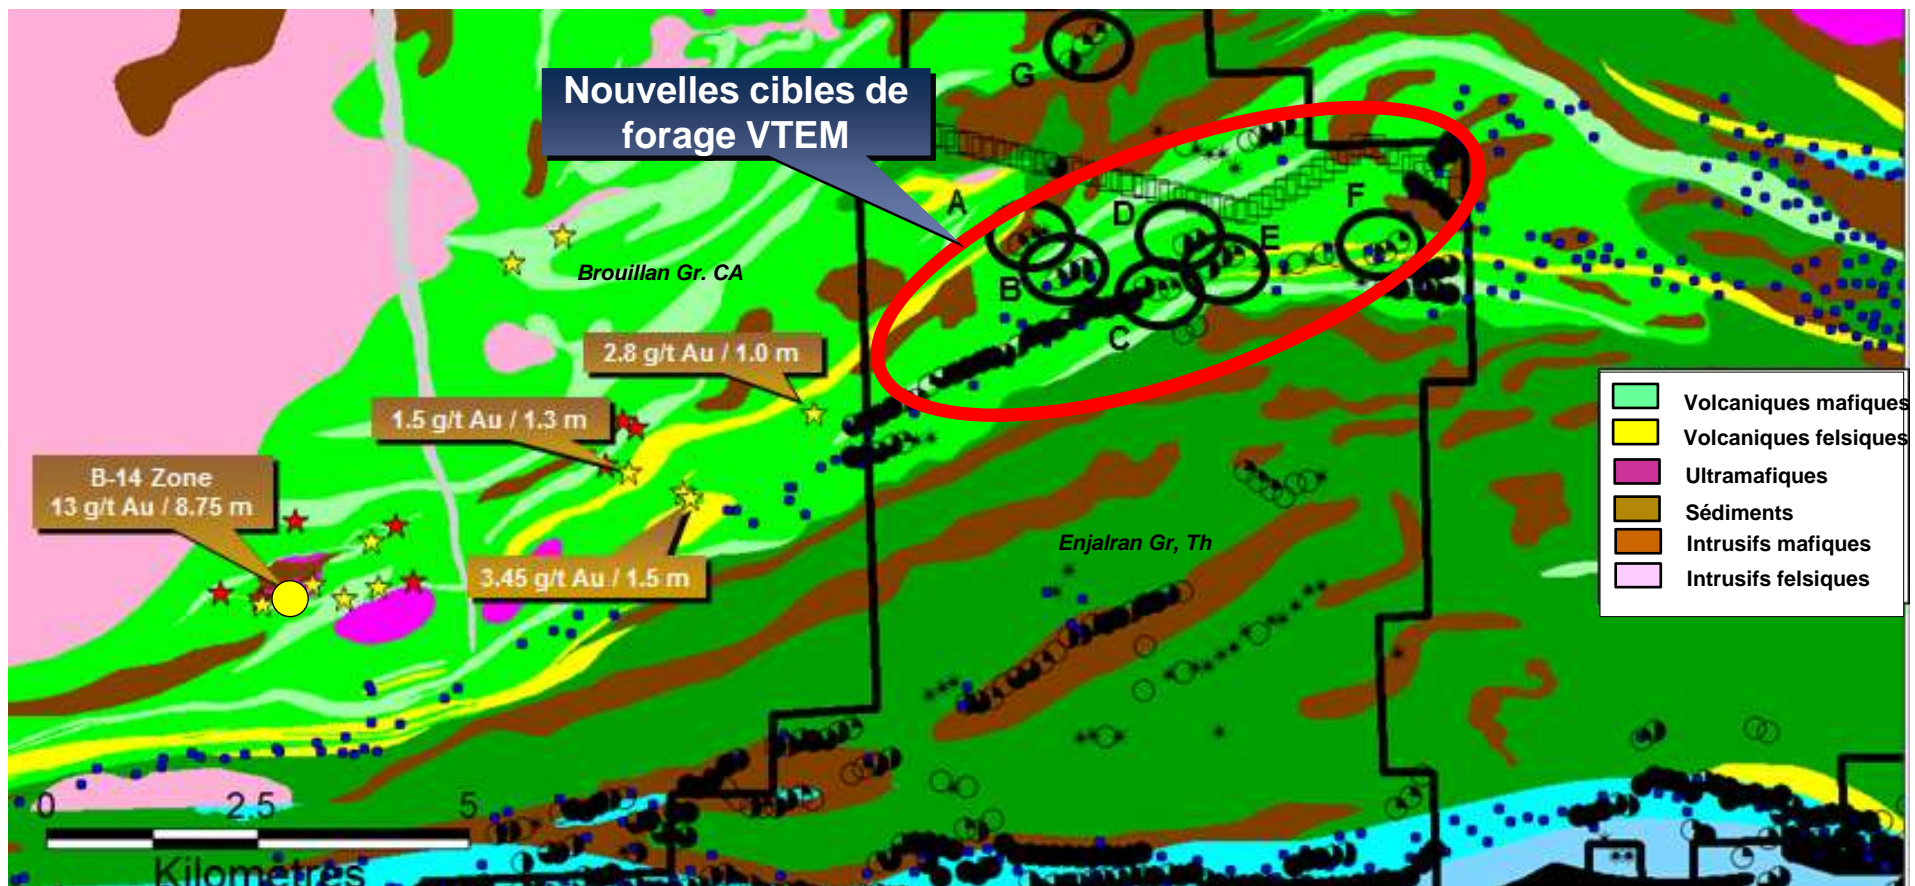 G
Nouvelles cibles de
forage VTEM
A
D
F
E
Brouillan Gr. CA
B
C
2.8 g/t Au / 1.0 m
1.5 g/t Au / 1.3 m
B-14 Zone
13 g/t Au / 8.75 m
3.45 g/t Au / 1.5 m
Enjalran Gr, Th
Volcaniques mafiques
Volcaniques felsiques
Ultramafiques
Sédiments
Intrusifs mafiques
Intrusifs felsiques
0 2.5 5
Kilomètres